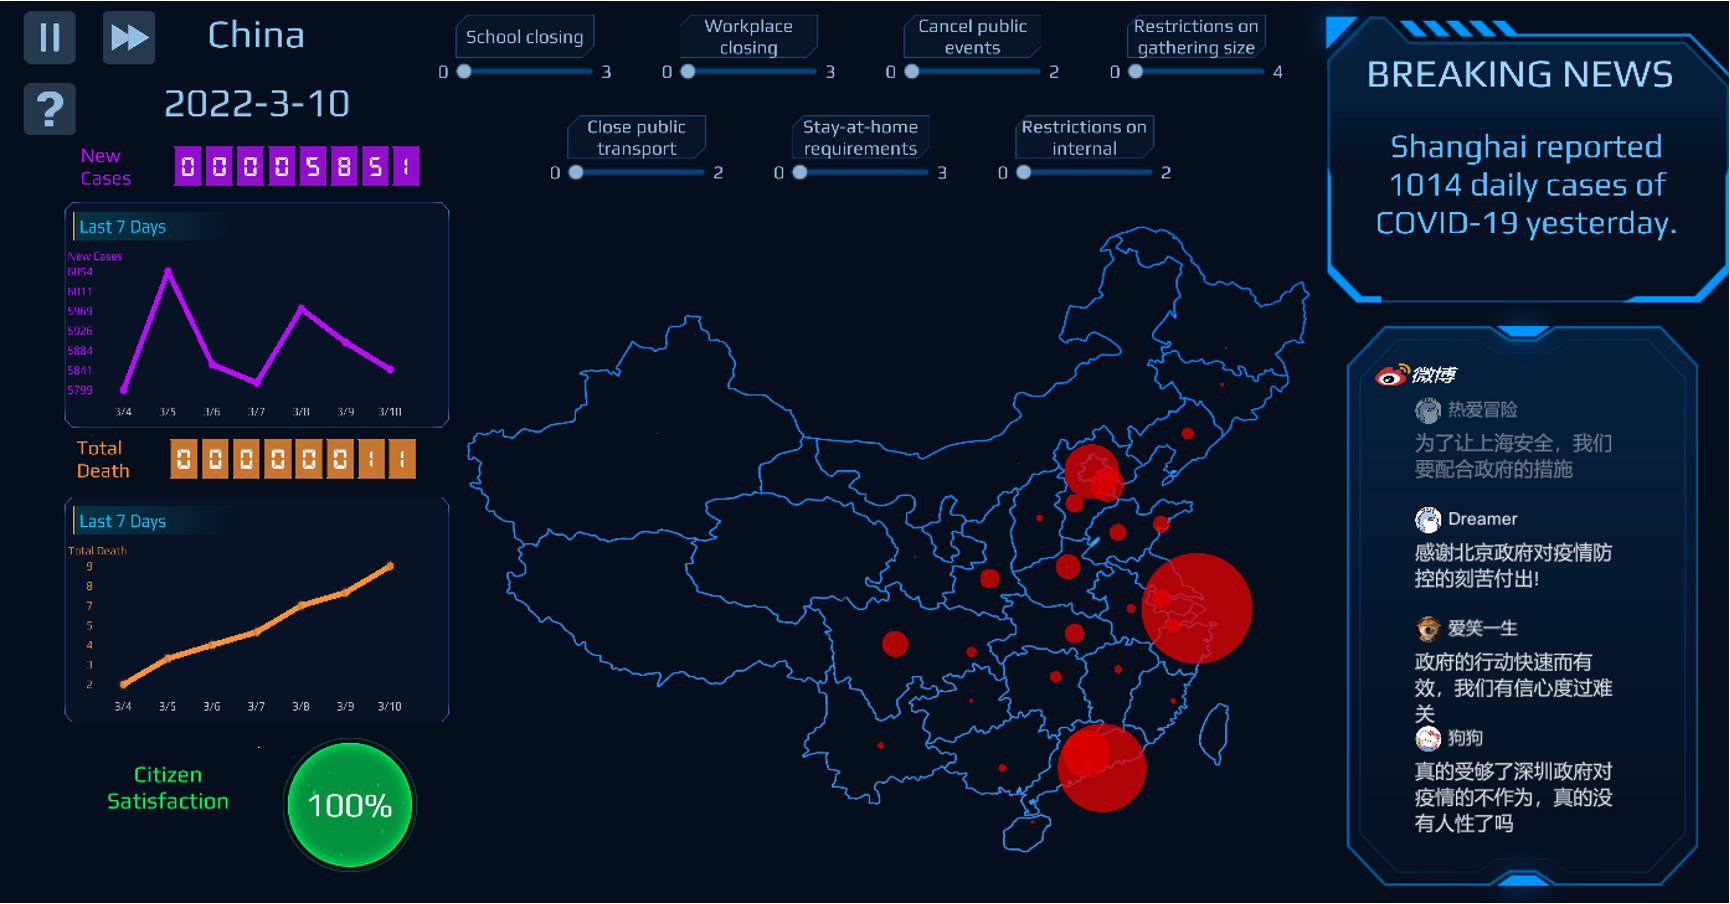 China
2022-3-10
?
School closing
0 3
Workplace
closing
0 3
Cancel public
events
0 2
Restrictions on
gathering size
0 4
Close public
transport
0 2
Stay-at-home
requirements
0 3
Restrictions on
internal
0 2
New
Cases
00005851
Last 7 Days
New Cases
6054
6011
5969
5926
5884
5841
5799
3/4 3/5 3/6 3/7 3/8 3/9 3/10
Total
Death
00000011
Last 7 Days
Total Death
9
8
7
5
4
3
2
3/4 3/5 3/6 3/7 3/8 3/9 3/10
Citizen
Satisfaction
100%
BREAKING NEWS
Shanghai reported
1014 daily cases of
COVID-19 yesterday.
微博
热爱冒险
为了让上海安全，我们
要配合政府的措施
Dreamer
感谢北京政府对疫情防
控的刻苦付出!
爱笑一生
政府的行动快速而有
效，我们有信心度过难
关
狗狗
真的受够了深圳政府对
疫情的不作为，真的没
有人性了吗